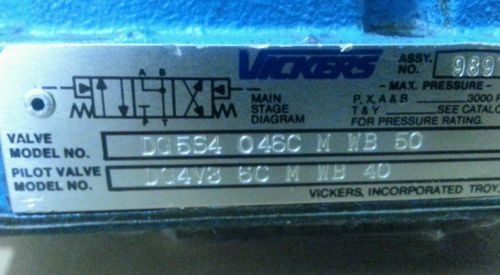 VICKERS
ASSY. NO. 989
A B
P T
MAIN STAGE DIAGRAM
MAX. PRESSURE
P, X, A & B 3000 P
T & Y SEE CATAL
FOR PRESSURE RATING.
VALVE MODEL NO. DG5S4 046C M WB 50
PILOT VALVE MODEL NO. DG4V3 6C M WB 40
VICKERS, INCORPORATED TROY,